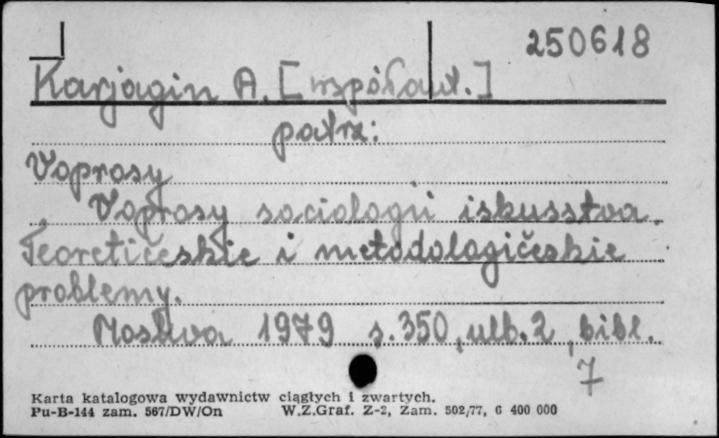 250618
Karjagin A. [współaut.]
patrz:
Voprosy
Voprosy sociologii iskusstva.
Teoretičeskie i metodologičeskie
problemy.
Moskva 1979 s. 350, ulb. 2, bibl.
7
Karta katalogowa wydawnictw ciągłych i zwartych.
Pu-B-144 zam. 567/DW/On W.Z.Graf. Z-2, Zam. 502/77, 6 400 000